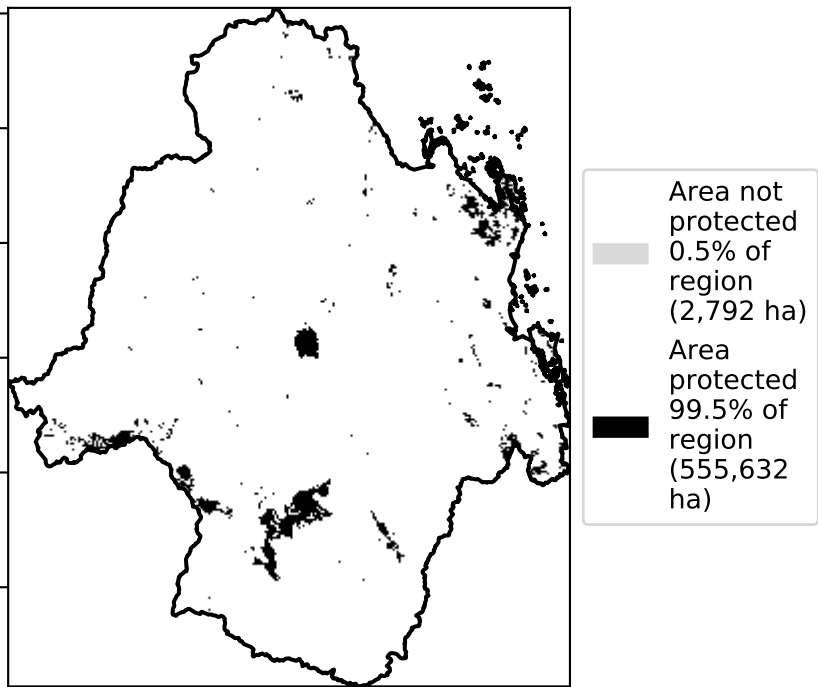 Area not
protected
0.5% of
region
(2,792 ha)
Area
protected
99.5% of
region
(555,632
ha)